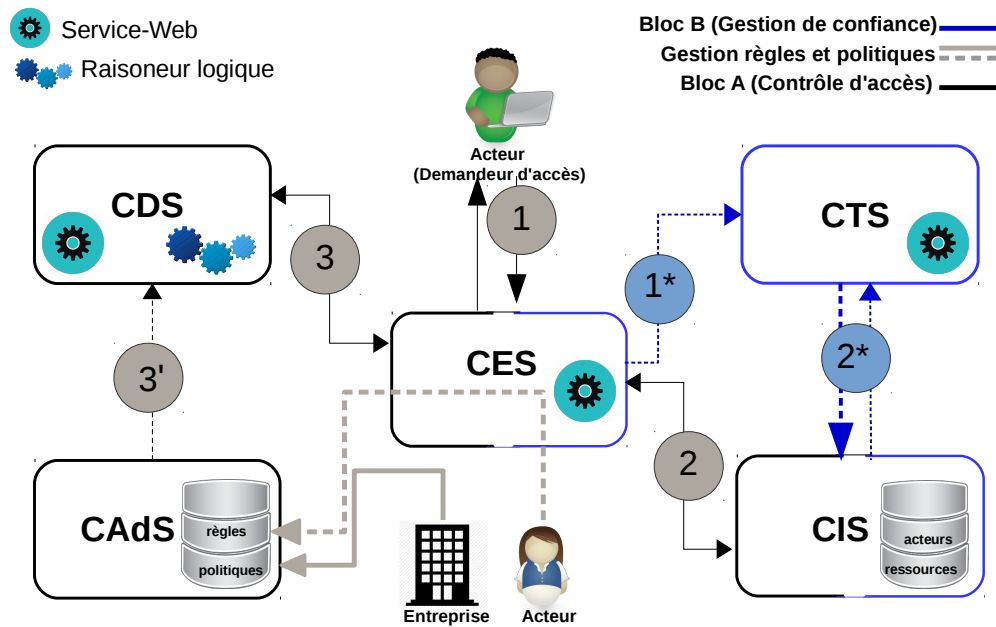 Service-Web
Raisoneur logique
Bloc B (Gestion de confiance)
Gestion règles et politiques
Bloc A (Contrôle d'accès)
Acteur
(Demandeur d'accès)
CDS
CTS
1
3
1*
CES
3'
2*
2
CAdS
règles
politiques
CIS
acteurs
ressources
Entreprise
Acteur